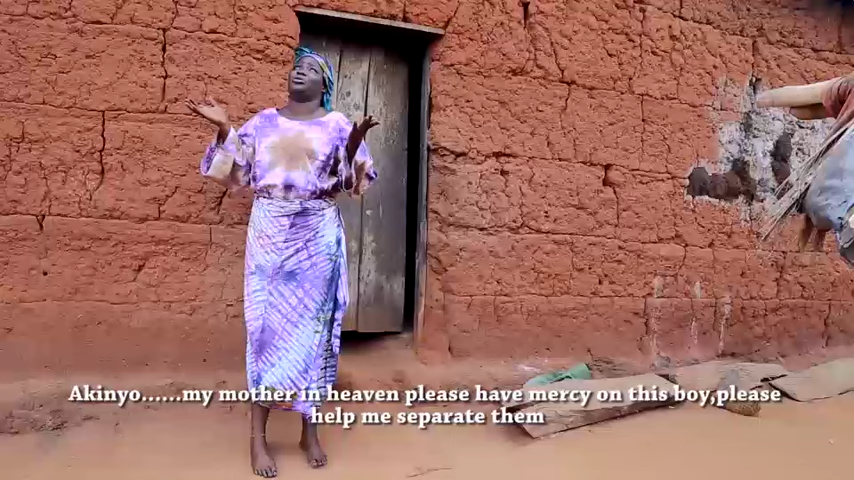 Akinyo......my mother in heaven please have mercy on this boy,please
help me separate them